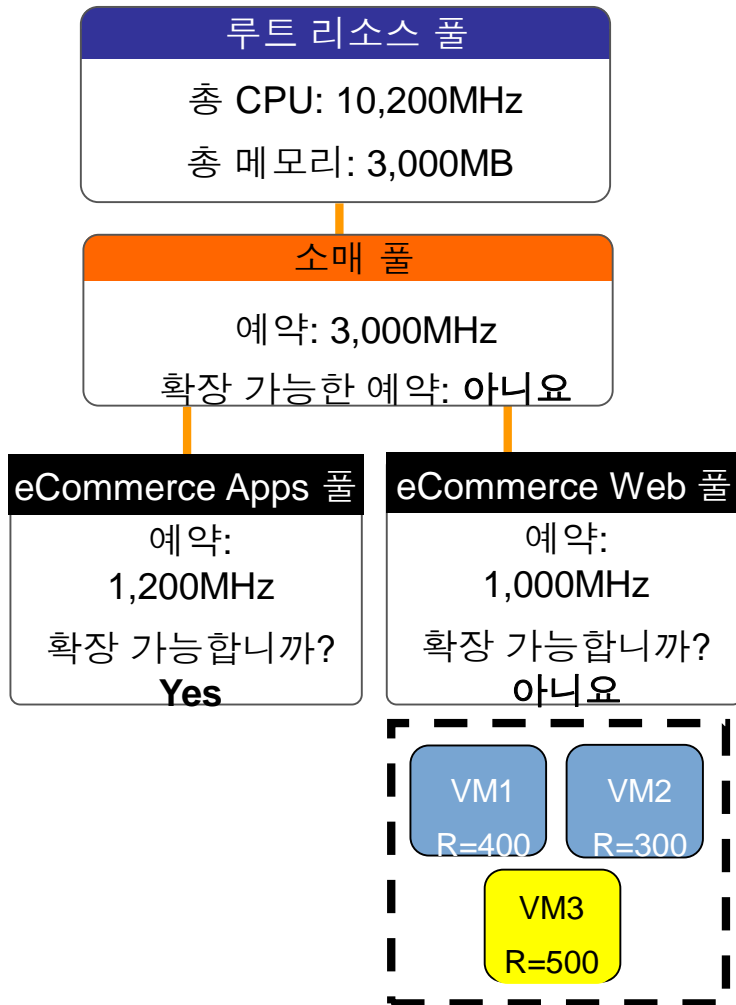 루트 리소스 풀
총 CPU: 10,200MHz
총 메모리: 3,000MB
소매 풀
예약: 3,000MHz
확장 가능한 예약: 아니요
eCommerce Apps 풀
예약:
1,200MHz
확장 가능합니까?
Yes
eCommerce Web 풀
예약:
1,000MHz
확장 가능합니까?
아니요
VM1
R=400
VM2
R=300
VM3
R=500